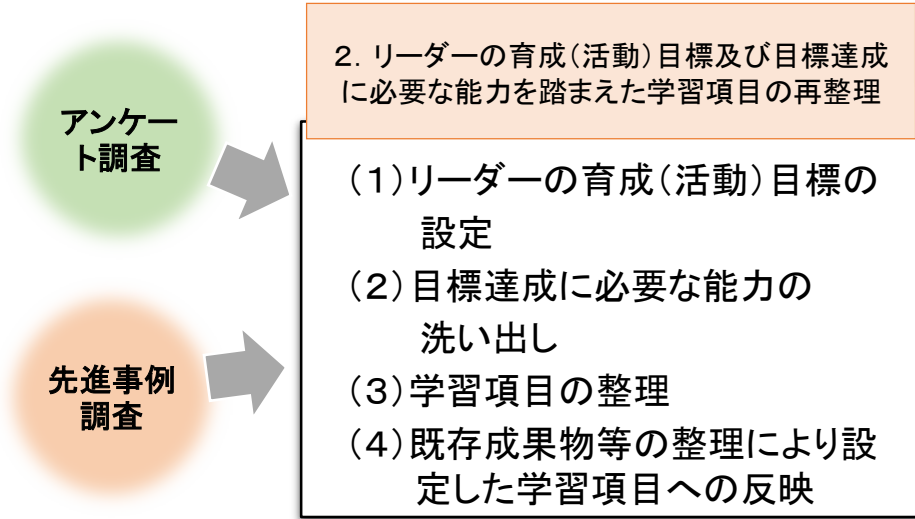 アンケー
ト調査
先進事例
調査
2．リーダーの育成（活動）目標及び目標達成
に必要な能力を踏まえた学習項目の再整理
（1）リーダーの育成（活動）目標の
設定
（2）目標達成に必要な能力の
洗い出し
（3）学習項目の整理
（4）既存成果物等の整理により設
定した学習項目への反映